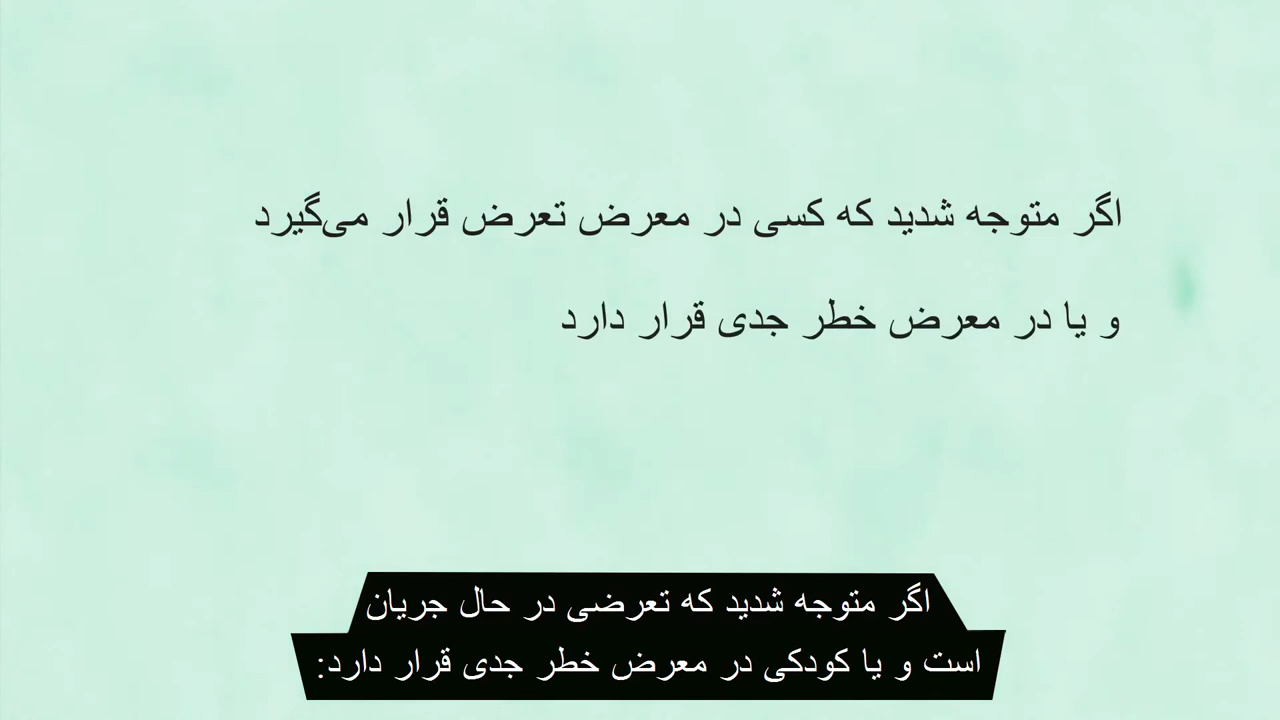 اگر متوجه شدید که کسی در معرض تعرض قرار می‌گیرد
و یا در معرض خطر جدی قرار دارد
اگر متوجه شدید که تعرضی در حال جریان
است و یا کودکی در معرض خطر جدی قرار دارد: